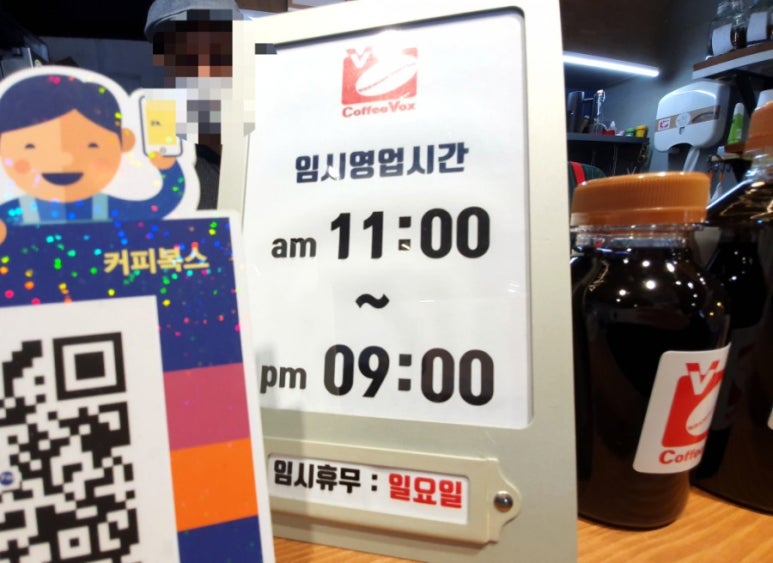 CoffeeVox
임시영업시간
am 11:00
~
pm 09:00
임시휴무 : 일요일
커피복스